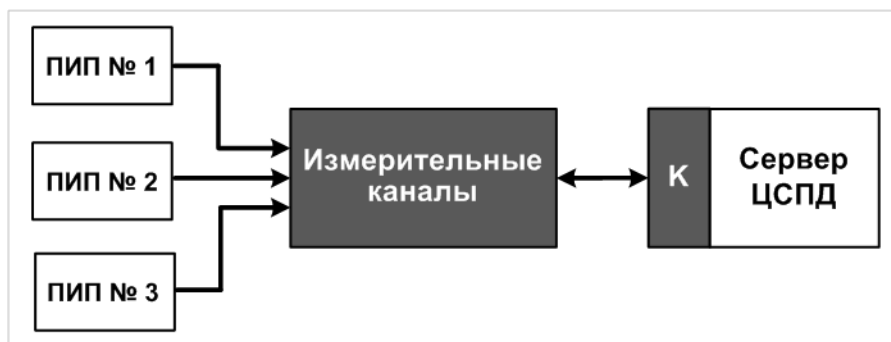 ПИП № 1
ПИП № 2
ПИП № 3
Измерительные
каналы
К
Сервер
ЦСПД